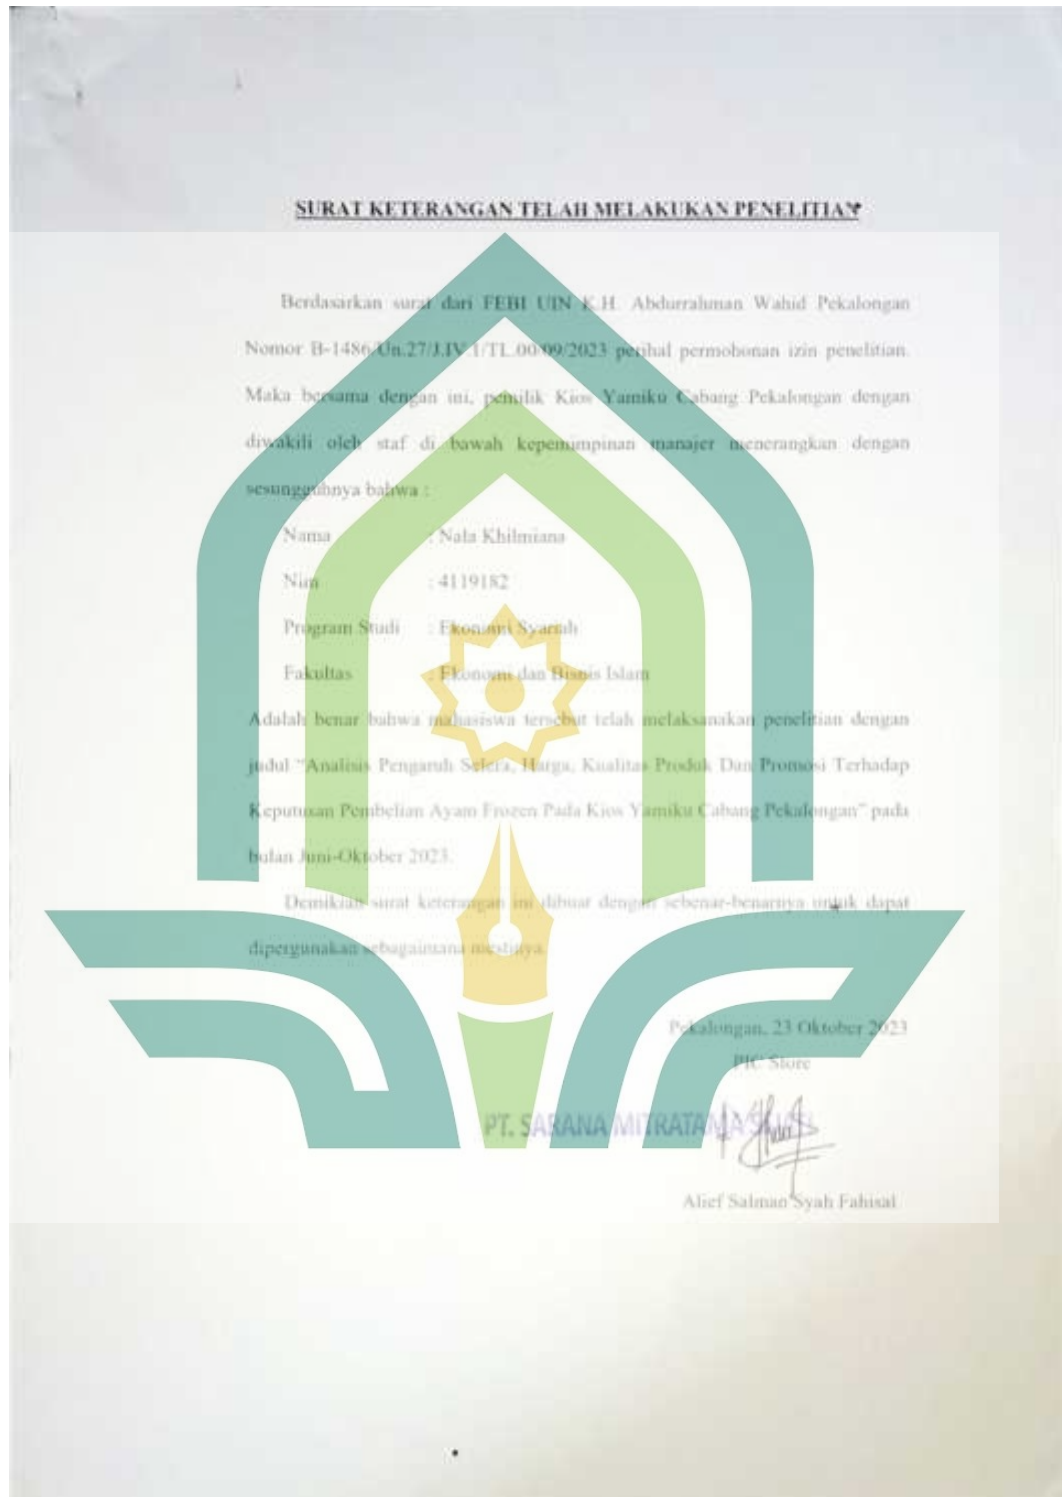 SURAT KETERANGAN TELAH MELAKUKAN PENELITIAN
Berdasarkan surat dari FEBI UIN K.H. Abdurrahman Wahid Pekalongan
Nomor B-1486/Un.27/J.IV.1/TL.00/09/2023 perihal permohonan izin penelitian.
Maka bersama dengan ini, pemilik Kios Yamiku Cabang Pekalongan dengan
diwakili oleh staf di bawah kepemimpinan manajer menerangkan dengan
sesungguhnya bahwa :
Nama : Nala Khilmiana
Nim : 4119182
Program Studi : Ekonomi Syariah
Fakultas : Ekonomi dan Bisnis Islam
Adalah benar bahwa mahasiswa tersebut telah melaksanakan penelitian dengan
judul "Analisis Pengaruh Selera, Harga, Kualitas Produk Dan Promosi Terhadap
Keputusan Pembelian Ayam Frozen Pada Kios Yamiku Cabang Pekalongan" pada
bulan Juni-Oktober 2023.
Demikian surat keterangan ini dibuat dengan sebenar-benarnya untuk dapat
dipergunakan sebagaimana mestinya.
Pekalongan, 23 Oktober 2023
PIC Store
PT. SARANA MITRATAMA
Alief Salman Syah Fahisal